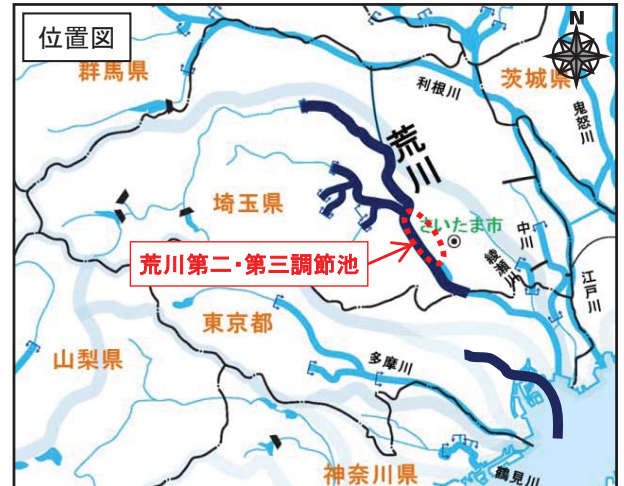 位置図
N
群馬県
利根川
茨城県
鬼怒川
荒川
埼玉県
さいたま市
荒川第二・第三調節池
綾瀬川
中川
江戸川
東京都
山梨県
多摩川
神奈川県
鶴見川